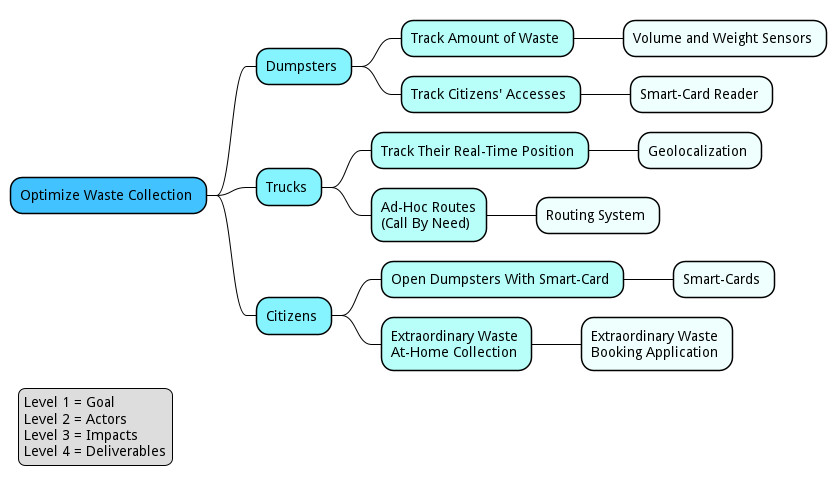 Optimize Waste Collection
Dumpsters
Track Amount of Waste
Volume and Weight Sensors
Track Citizens' Accesses
Smart-Card Reader
Trucks
Track Their Real-Time Position
Geolocalization
Ad-Hoc Routes
(Call By Need)
Routing System
Citizens
Open Dumpsters With Smart-Card
Smart-Cards
Extraordinary Waste
At-Home Collection
Extraordinary Waste
Booking Application
Level 1 = Goal
Level 2 = Actors
Level 3 = Impacts
Level 4 = Deliverables